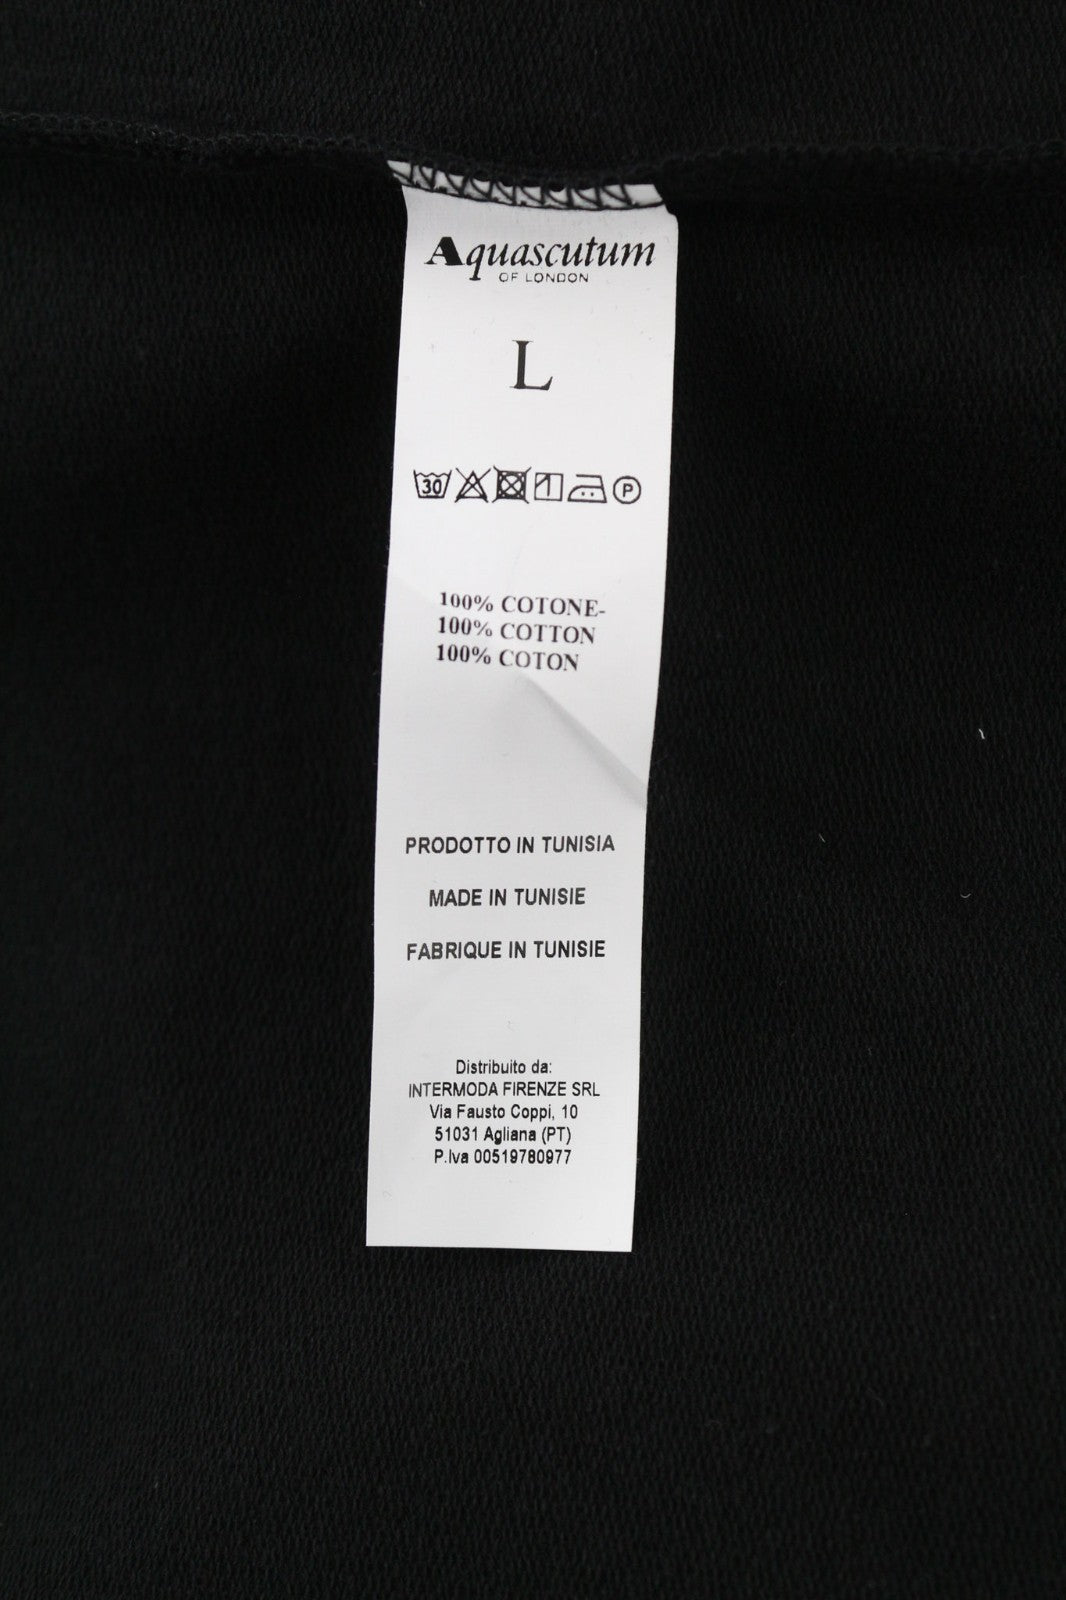 Aquascutum
OF LONDON
L
30 P
100% COTONE-
100% COTTON
100% COTON
PRODOTTO IN TUNISIA
MADE IN TUNISIE
FABRIQUE IN TUNISIE
Distribuito da:
INTERMODA FIRENZE SRL
Via Fausto Coppi, 10
51031 Agliana (PT)
P.Iva 00519780977